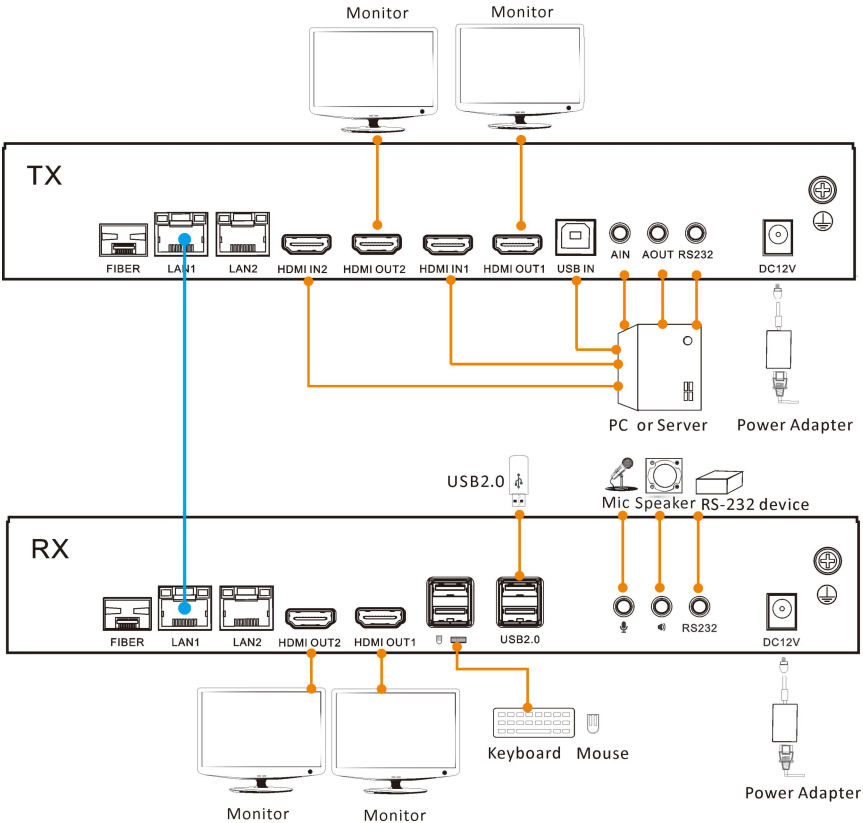 Monitor Monitor
TX
FIBER LAN1 LAN2 HDMI IN2 HDMI OUT2 HDMI IN1 HDMI OUT1 USB IN AIN AOUT RS232 DC12V
PC or Server Power Adapter
USB2.0
Mic Speaker RS-232 device
RX
FIBER LAN1 LAN2 HDMI OUT2 HDMI OUT1 USB2.0 RS232 DC12V
Keyboard Mouse
Power Adapter
Monitor Monitor